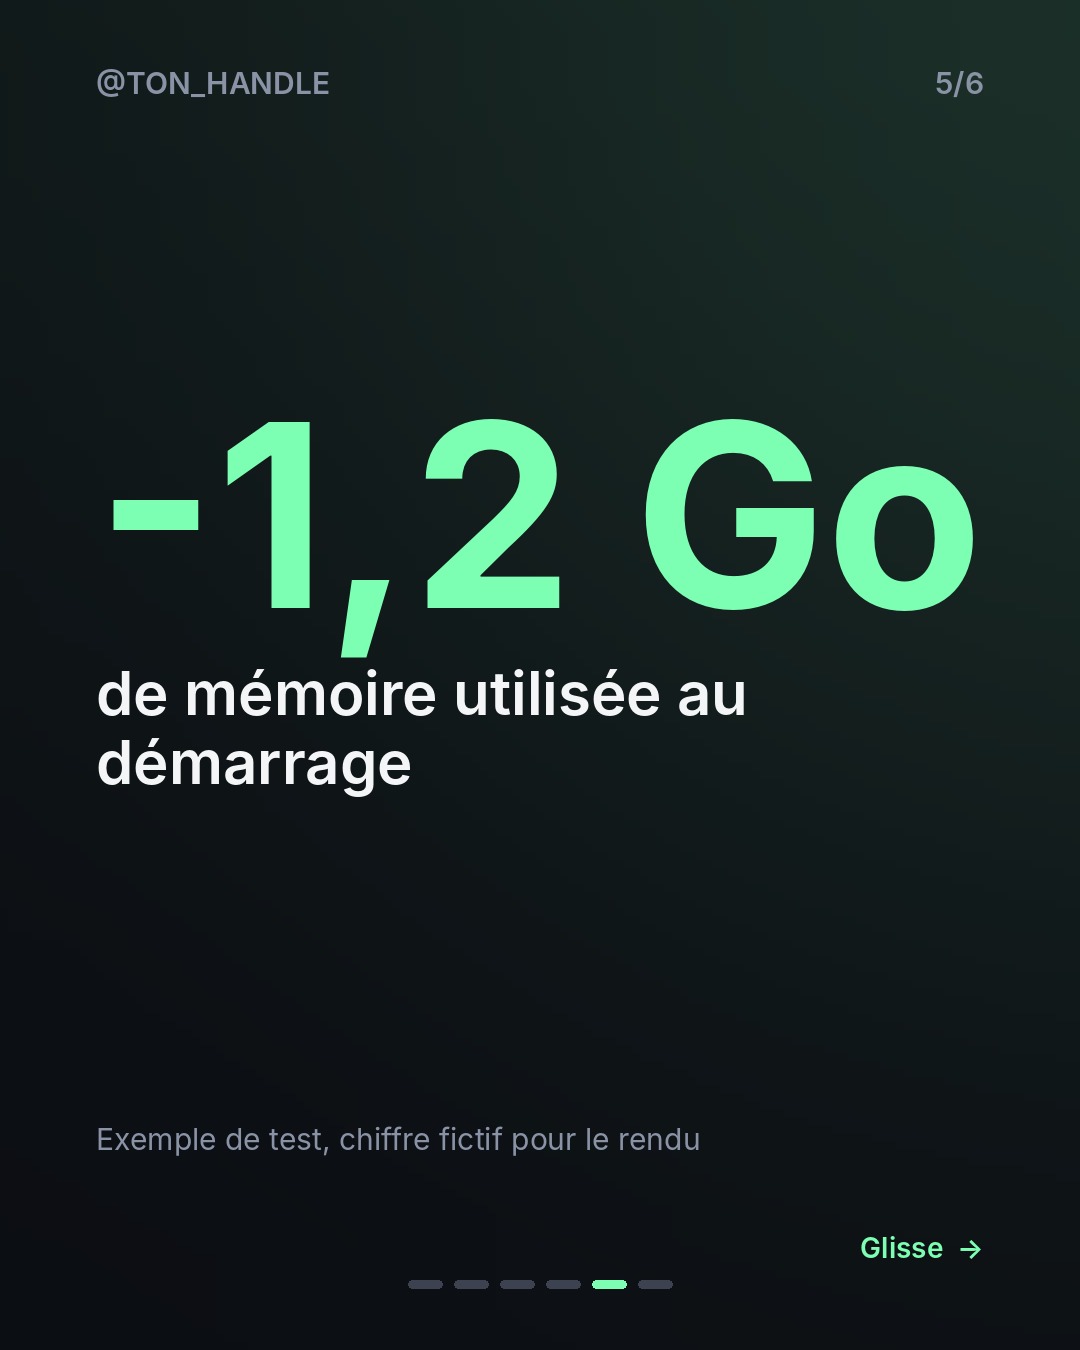 @TON_HANDLE
5/6
-1,2 Go
de mémoire utilisée au
démarrage
Exemple de test, chiffre fictif pour le rendu
Glisse →